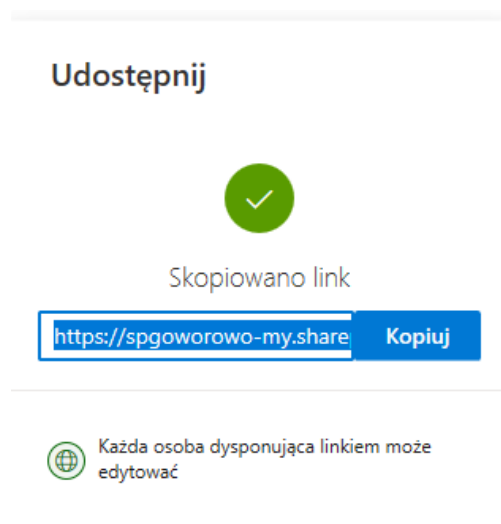 Udostępnij
Skopiowano link
https://spgoworowo-my.share
Kopiuj
Każda osoba dysponująca linkiem może
edytować